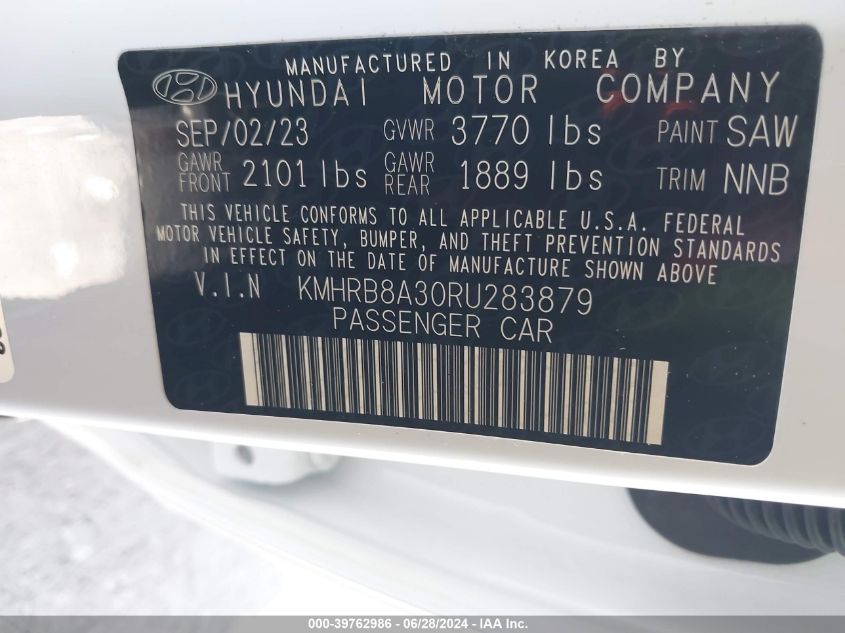 MANUFACTURED IN KOREA BY
HYUNDAI MOTOR COMPANY
SEP/02/23 GVWR 3770 lbs PAINT SAW
GAWR FRONT 2101 lbs GAWR REAR 1889 lbs TRIM NNB
THIS VEHICLE CONFORMS TO ALL APPLICABLE U.S.A. FEDERAL
MOTOR VEHICLE SAFETY, BUMPER, AND THEFT PREVENTION STANDARDS
IN EFFECT ON THE DATE OF MANUFACTURE SHOWN ABOVE
V.I.N KMHRB8A30RU283879
PASSENGER CAR
000-39762986 - 06/28/2024 - IAA Inc.